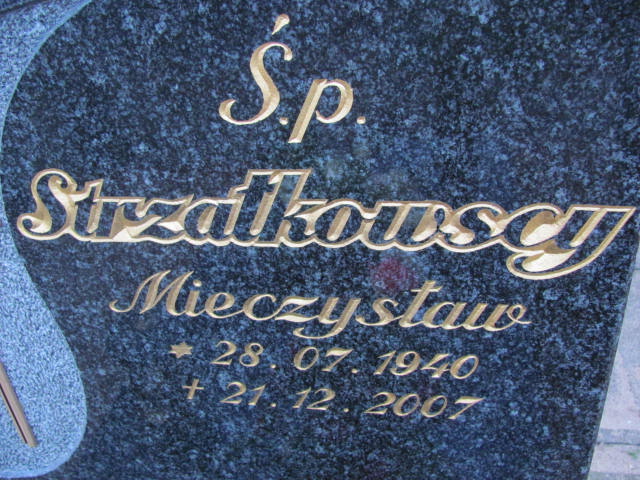 Ś.p.
Strzałkowscy
Mieczysław
* 28.07.1940
+ 21.12.2007